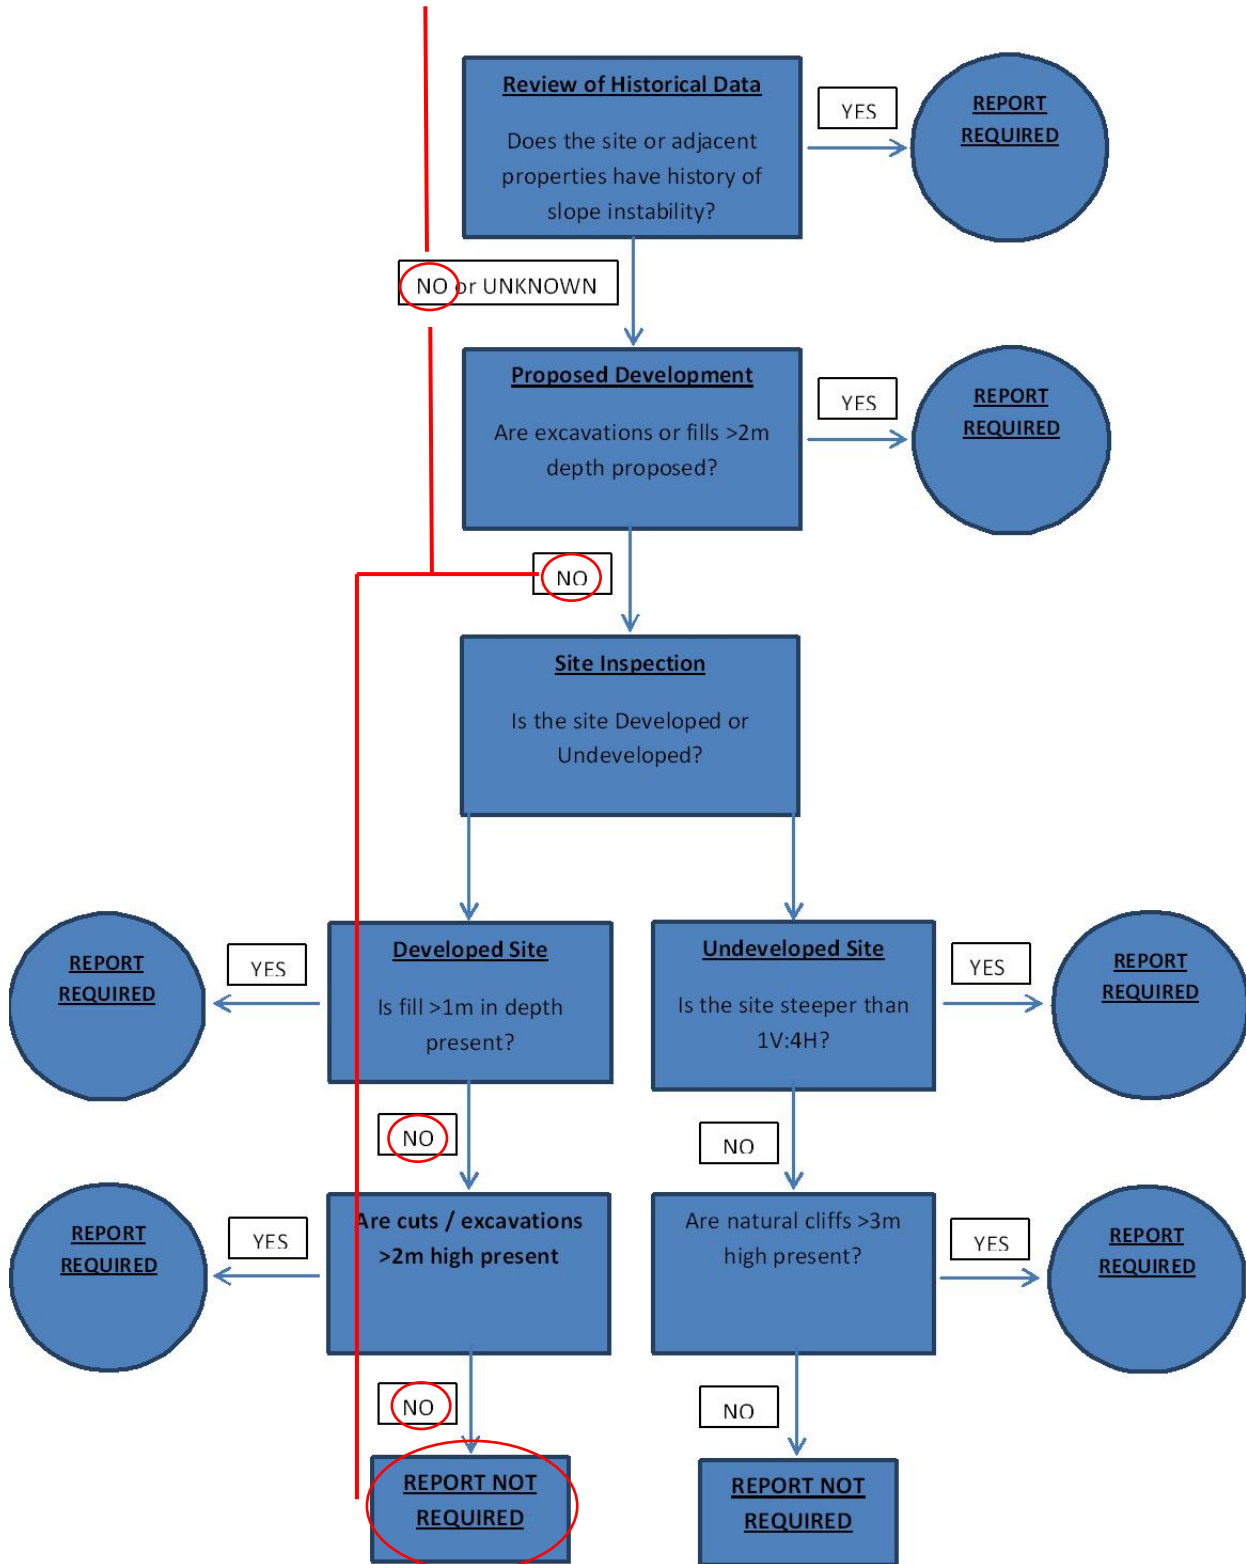 Review of Historical Data
Does the site or adjacent
properties have history of
slope instability?
YES
REPORT
REQUIRED
NO or UNKNOWN
Proposed Development
Are excavations or fills >2m
depth proposed?
YES
REPORT
REQUIRED
NO
Site Inspection
Is the site Developed or
Undeveloped?
REPORT
REQUIRED
YES
Developed Site
Is fill >1m in depth
present?
Undeveloped Site
Is the site steeper than
1V:4H?
YES
REPORT
REQUIRED
NO
NO
REPORT
REQUIRED
YES
Are cuts / excavations
>2m high present
Are natural cliffs >3m
high present?
YES
REPORT
REQUIRED
NO
NO
REPORT NOT
REQUIRED
REPORT NOT
REQUIRED